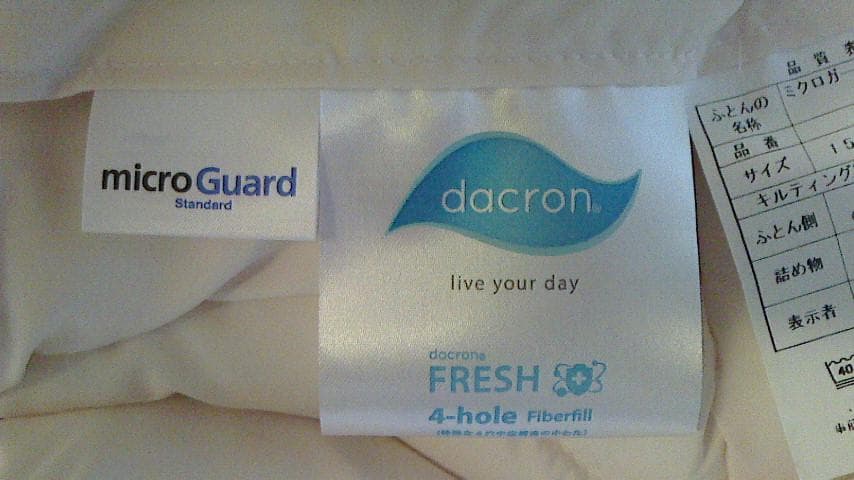 microGuard
Standard
dacron®
live your day
dacron®
FRESH
4-hole Fiberfill
品質表
ふとんの名称
ミクロガ
品番
サイズ
15
キルティング
ふとん側
詰め物
表示者
40